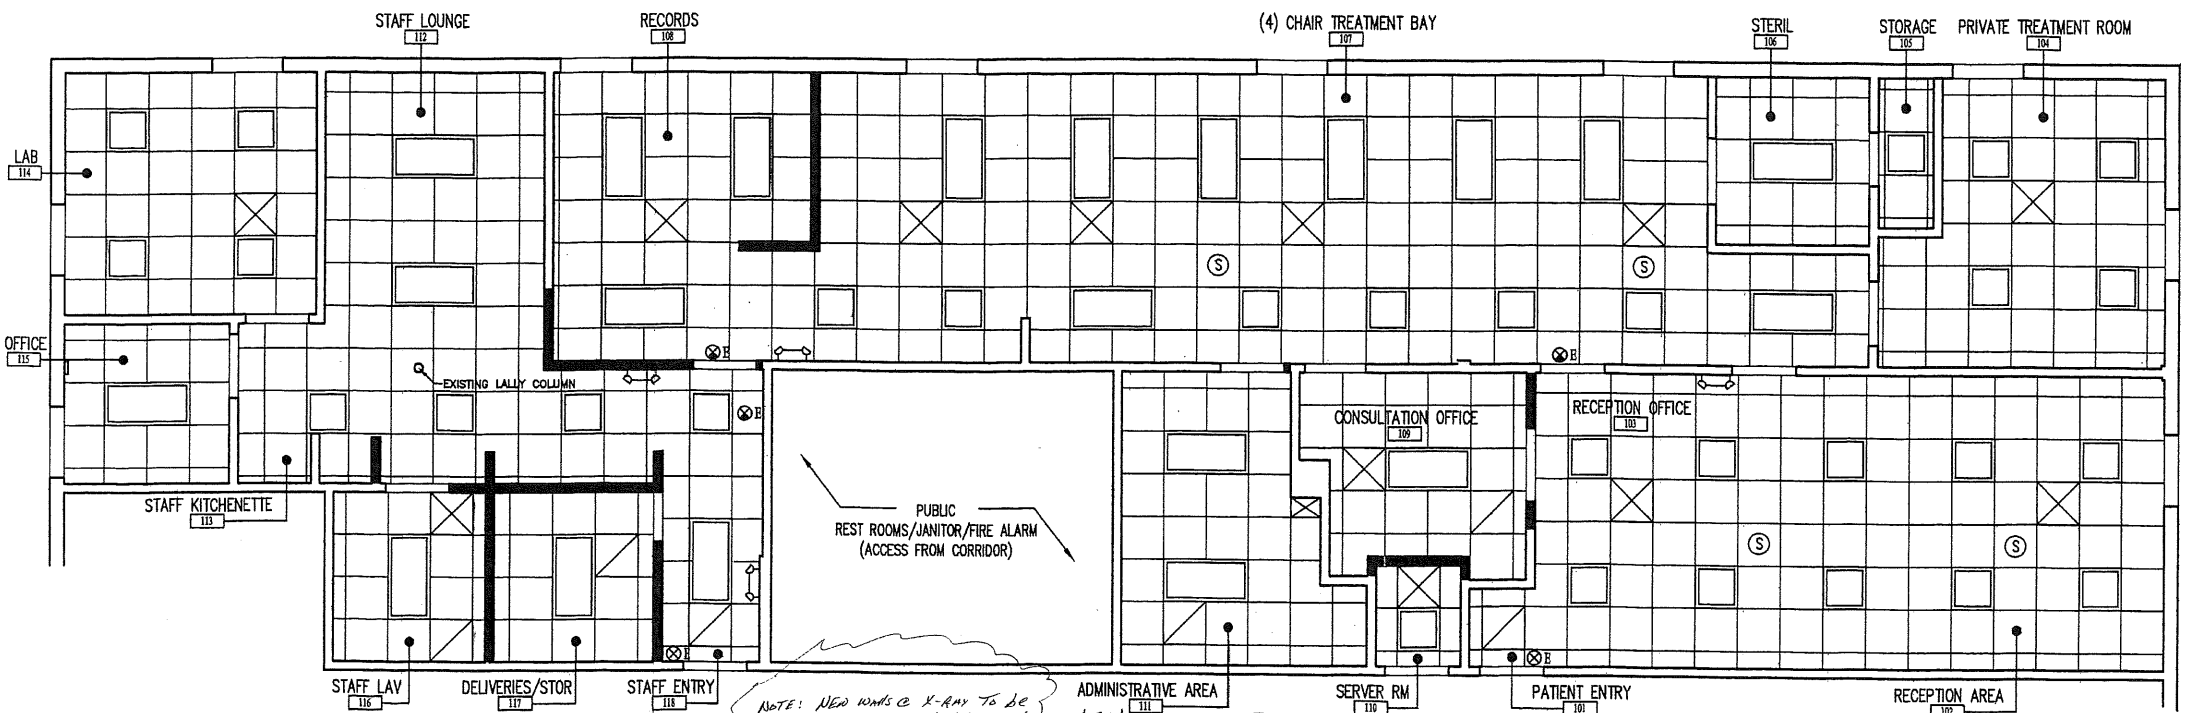 STAFF LOUNGE
112
RECORDS
108
(4) CHAIR TREATMENT BAY
107
STERIL
106
STORAGE
105
PRIVATE TREATMENT ROOM
104
LAB
114
S
S
OFFICE
115
E
E
EXISTING LALLY COLUMN
E
CONSULTATION OFFICE
109
RECEPTION OFFICE
103
STAFF KITCHENETTE
113
PUBLIC
REST ROOMS/JANITOR/FIRE ALARM
(ACCESS FROM CORRIDOR)
S
S
E
E
STAFF LAV
116
DELIVERIES/STOR
117
STAFF ENTRY
118
NOTE: NEW WALLS @ X-RAY TO be
ADMINISTRATIVE AREA
111
SERVER RM
110
PATIENT ENTRY
101
RECEPTION AREA
102